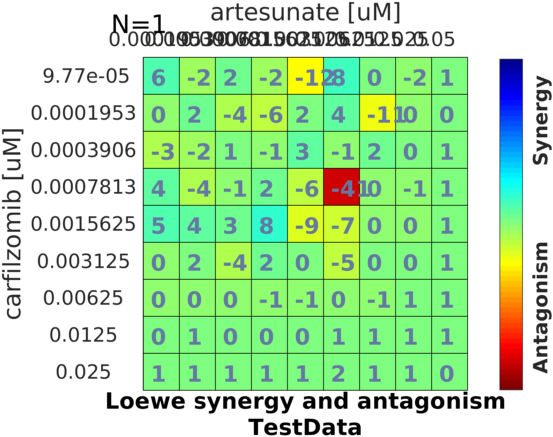 N=1
artesunate [uM]
carfilzomib [uM]
9.77e-05 6 -2 2 -2 -12 8 0 -2 1
0.0001953 0 2 -4 -6 2 4 -11 0 0
0.0003906 -3 -2 1 -1 3 -1 2 0 1
0.0007813 4 -4 -1 2 -6 -41 0 -1 1
0.0015625 5 4 3 8 -9 -7 0 0 1
0.003125 0 2 -4 2 0 -5 0 0 1
0.00625 0 0 0 -1 -1 0 -1 1 1
0.0125 0 1 0 0 0 1 1 1 1
0.025 1 1 1 1 1 2 1 1 0
Synergy
Antagonism
Loewe synergy and antagonism
TestData